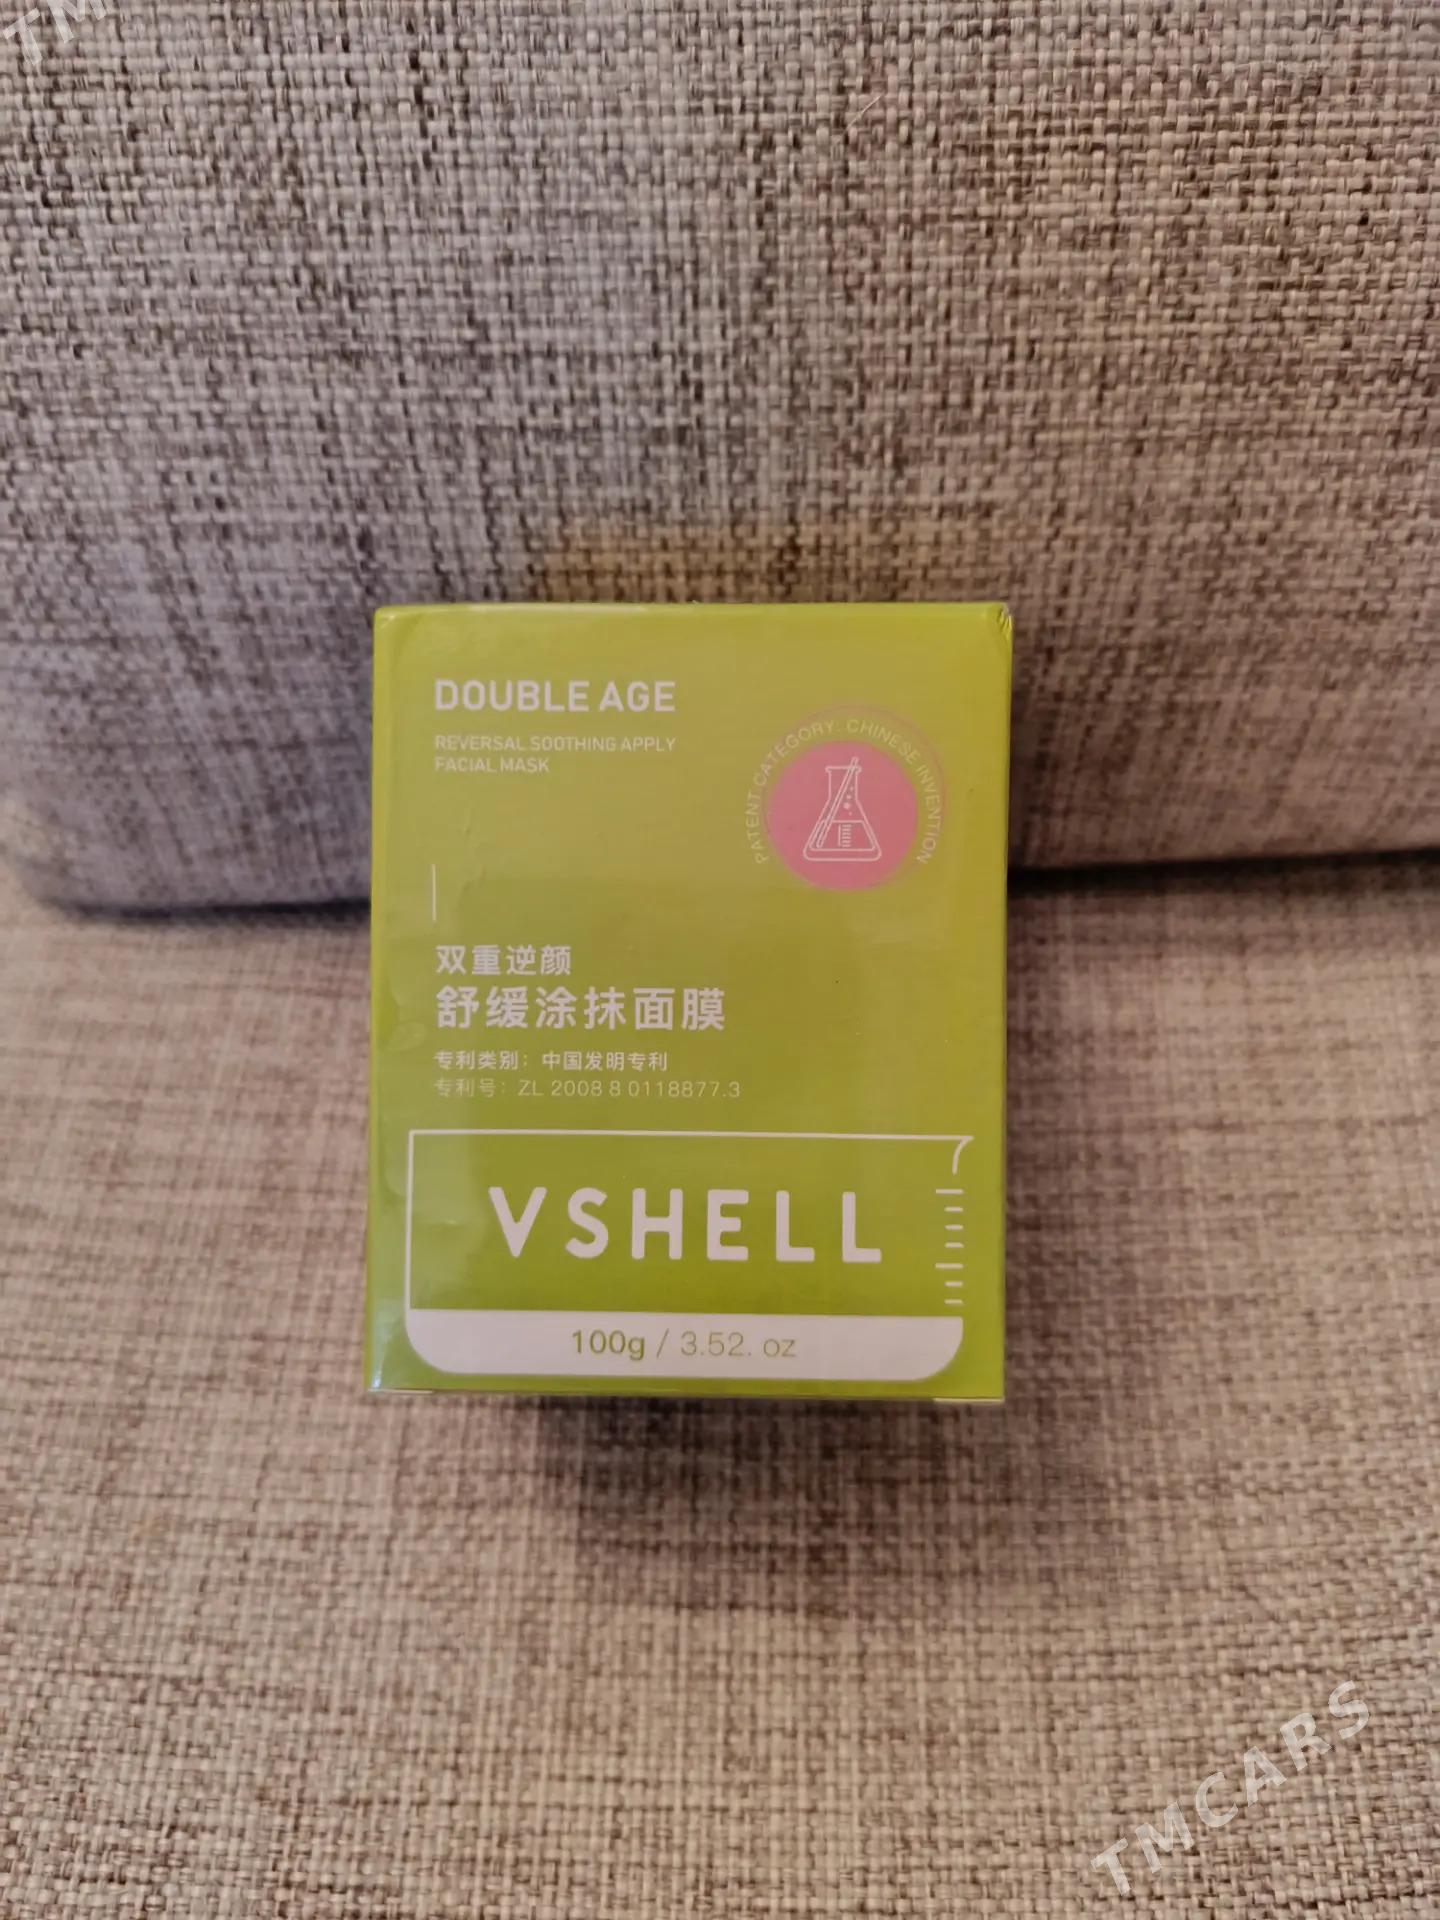 TM
DOUBLE AGE
REVERSAL SOOTHING APPLY
FACIAL MASK
PATENT CATEGORY: CHINESE INVENTION
双重逆颜
舒缓涂抹面膜
专利类别：中国发明专利
专利号：ZL 2008 8 0118877.3
VSHELL
100g / 3.52. oz
TMCARS